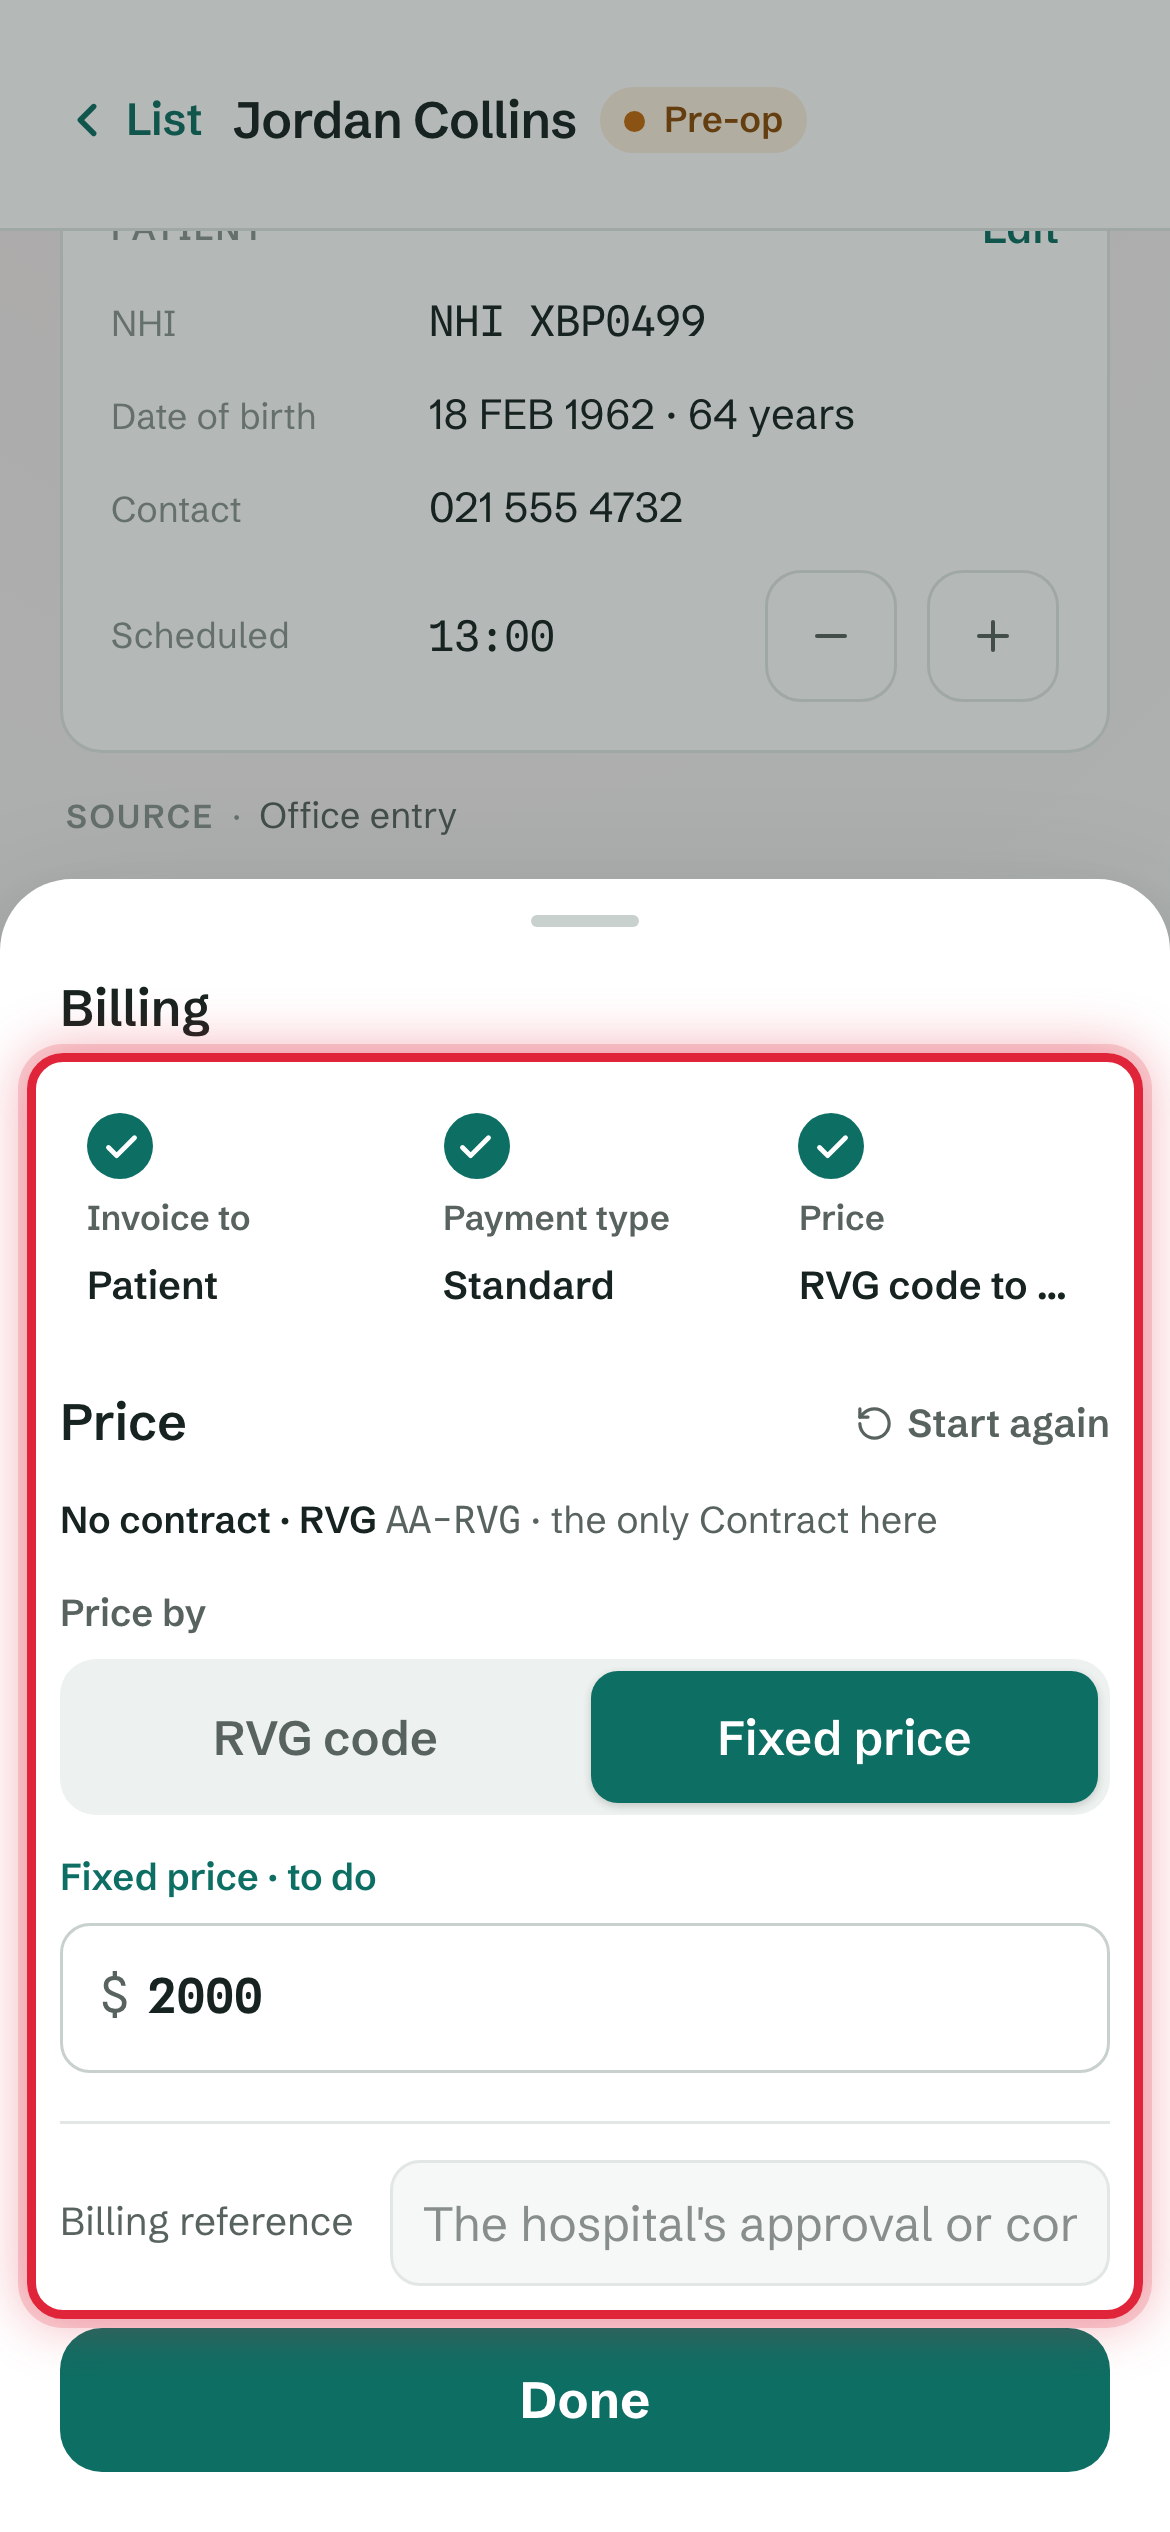 List Jordan Collins Pre-op
PATIENT Edit
NHI NHI XBP0499
Date of birth 18 FEB 1962 · 64 years
Contact 021 555 4732
Scheduled 13:00 − +
SOURCE · Office entry
Billing
Invoice to Payment type Price
Patient Standard RVG code to ...
Price Start again
No contract · RVG AA-RVG · the only Contract here
Price by
RVG code Fixed price
Fixed price · to do
$ 2000
Billing reference The hospital's approval or cor
Done